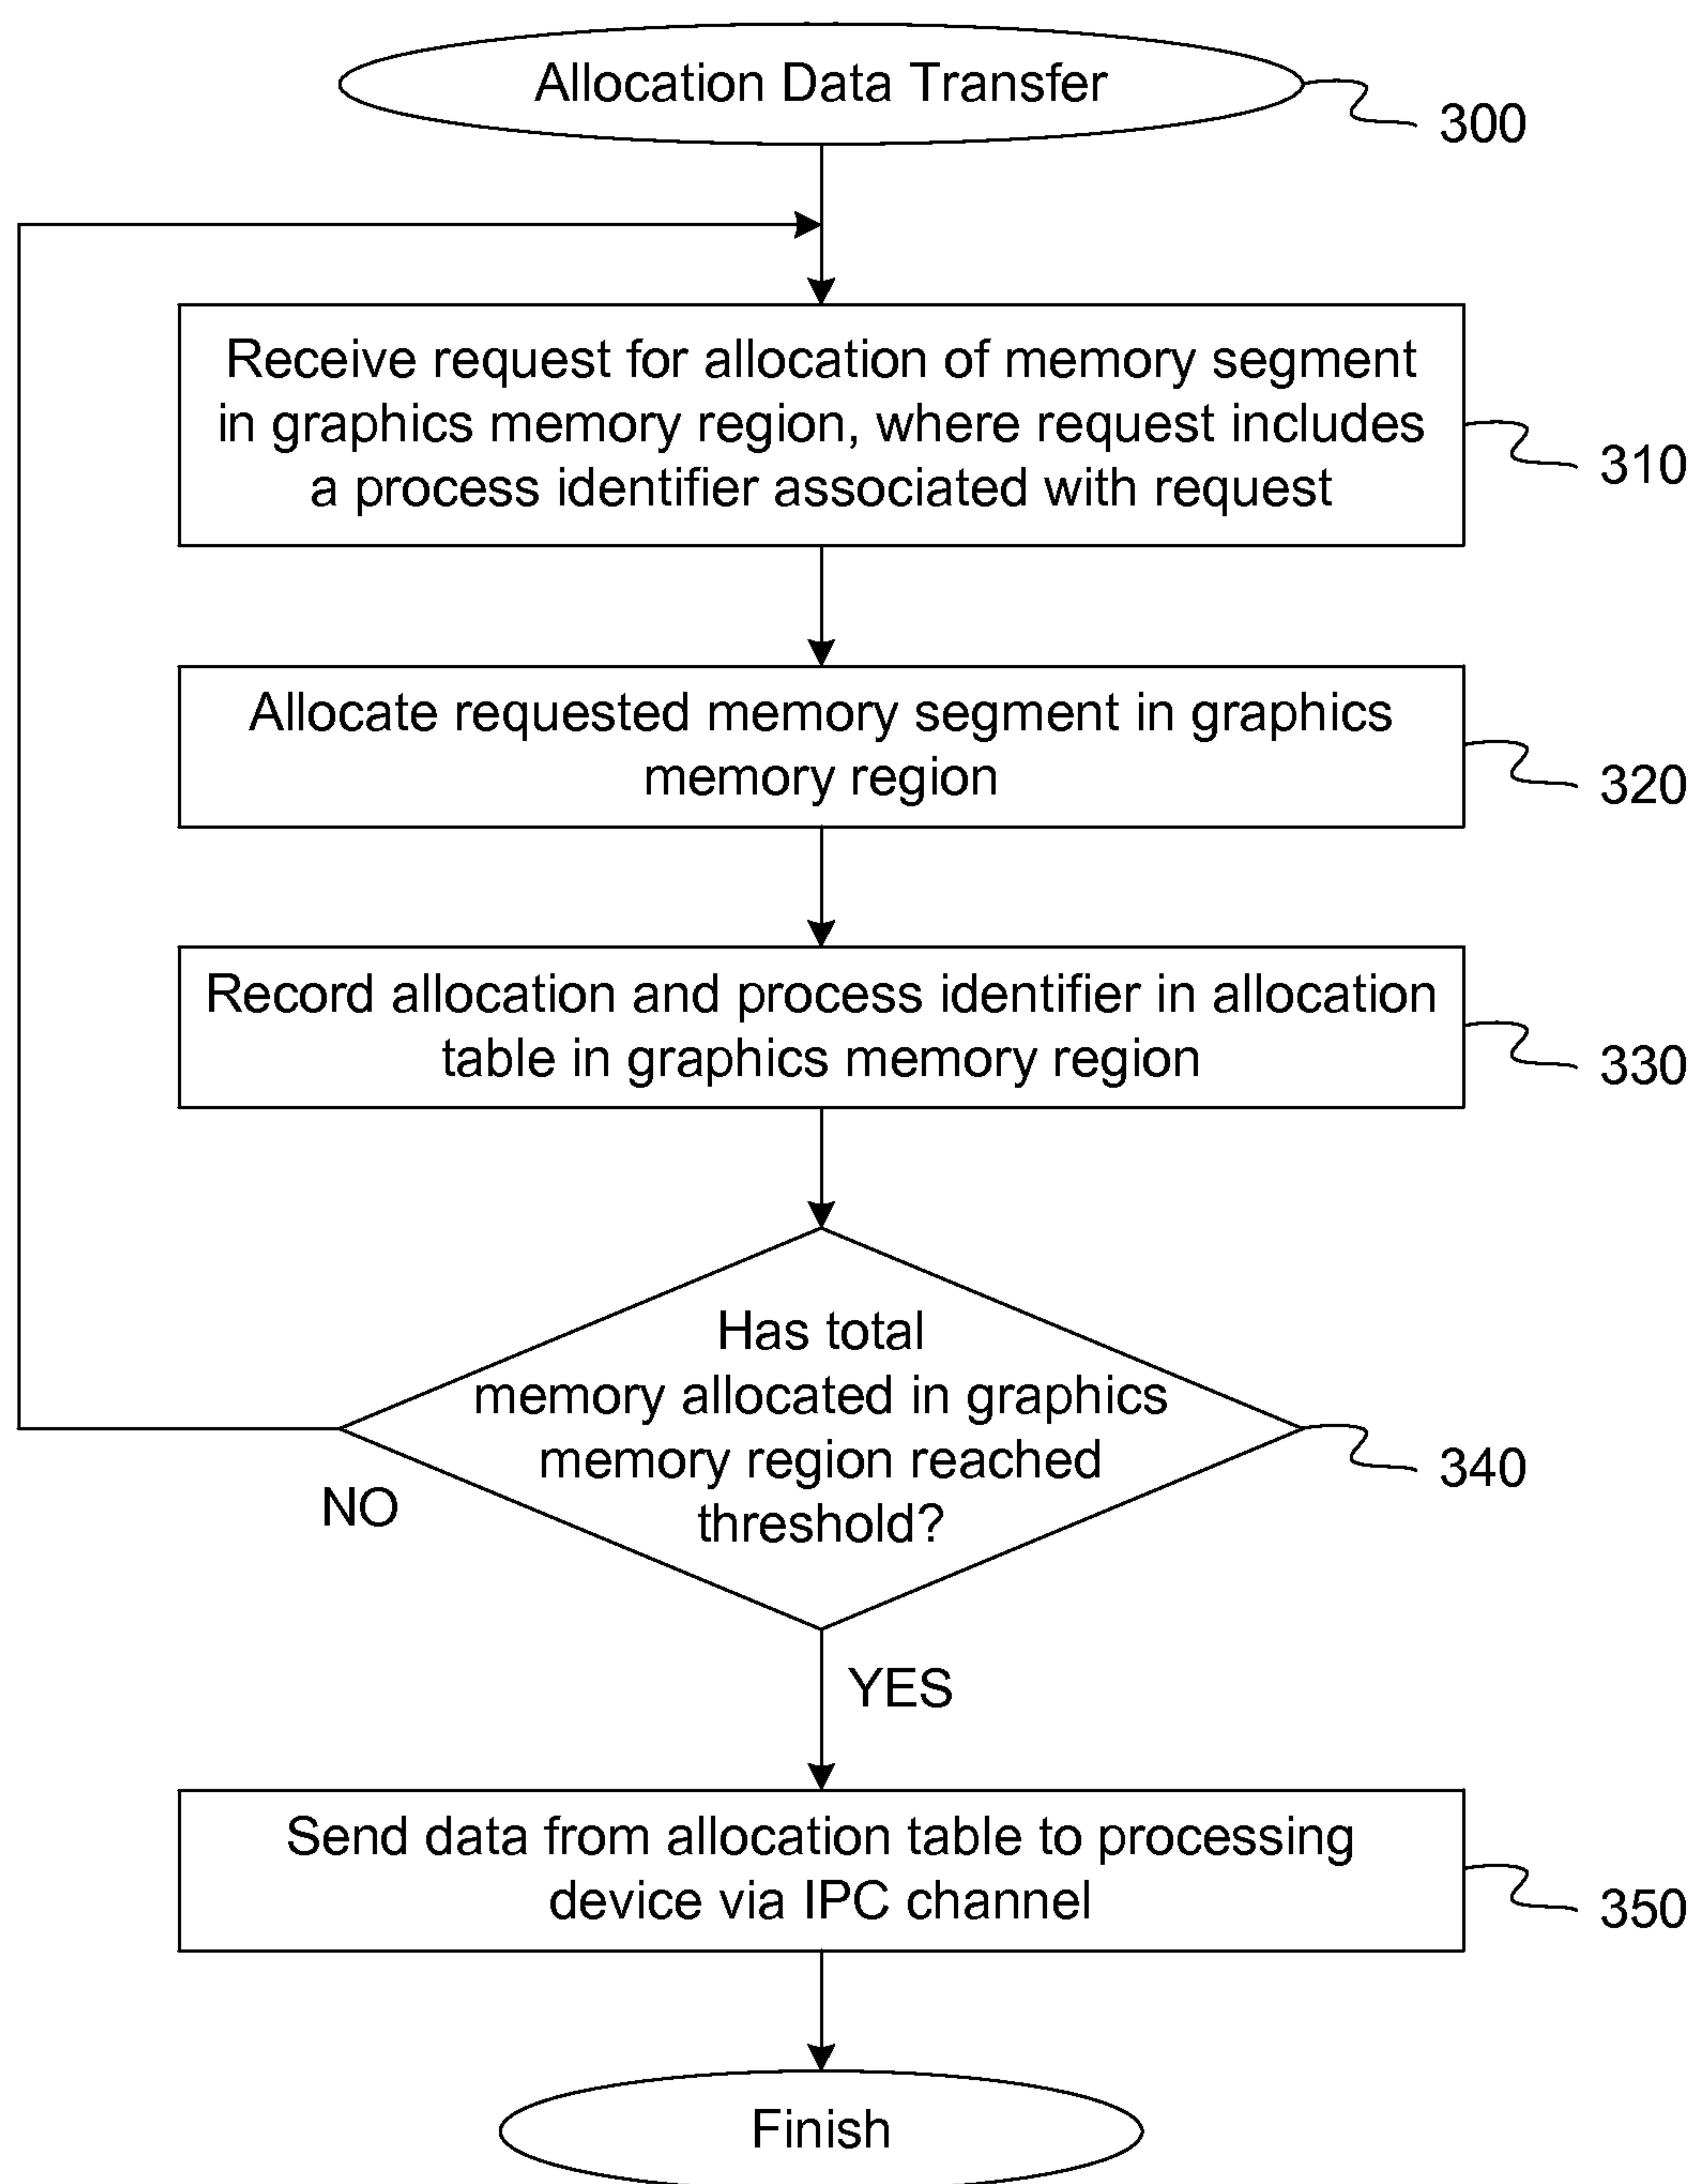 Allocation Data Transfer
300
Receive request for allocation of memory segment
in graphics memory region, where request includes
a process identifier associated with request
310
Allocate requested memory segment in graphics
memory region
320
Record allocation and process identifier in allocation
table in graphics memory region
330
Has total
memory allocated in graphics
memory region reached
threshold?
340
NO
YES
Send data from allocation table to processing
device via IPC channel
350
Finish